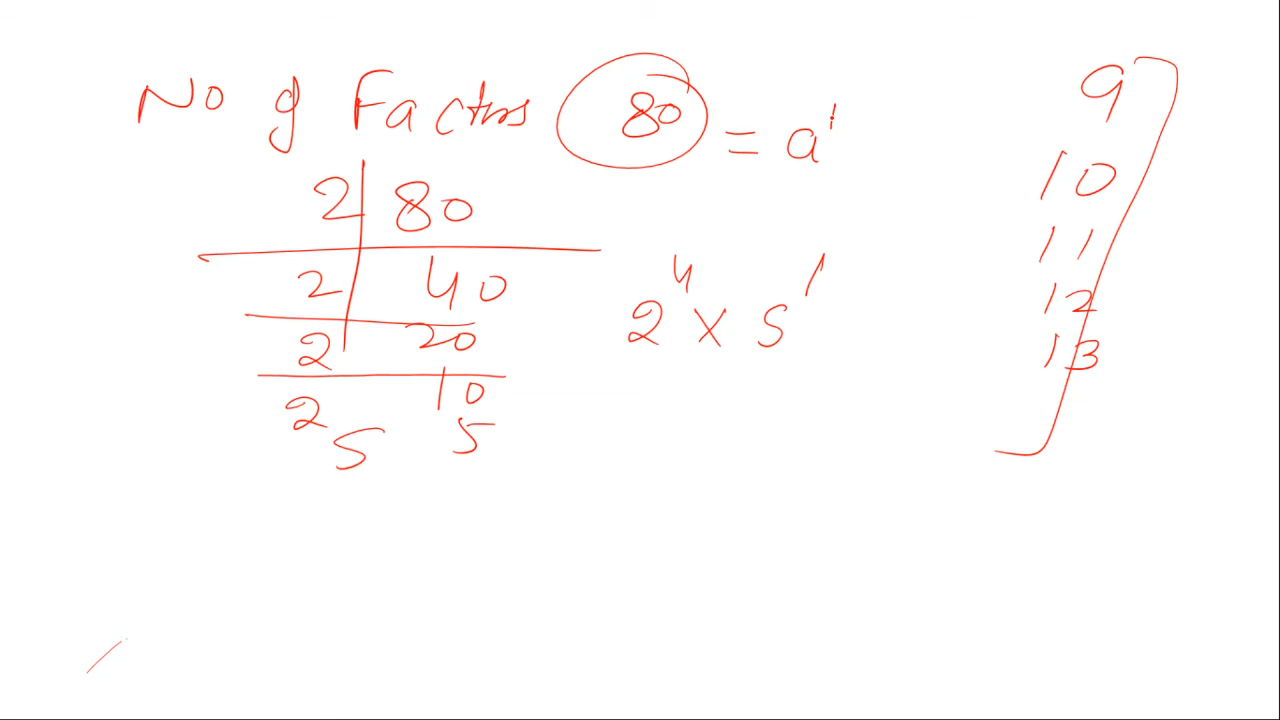 No of Factors 80 = a'
2 | 80
2 | 40
2 | 20
2 10
5 5
2⁴ x 5¹
9
10
11
12
13